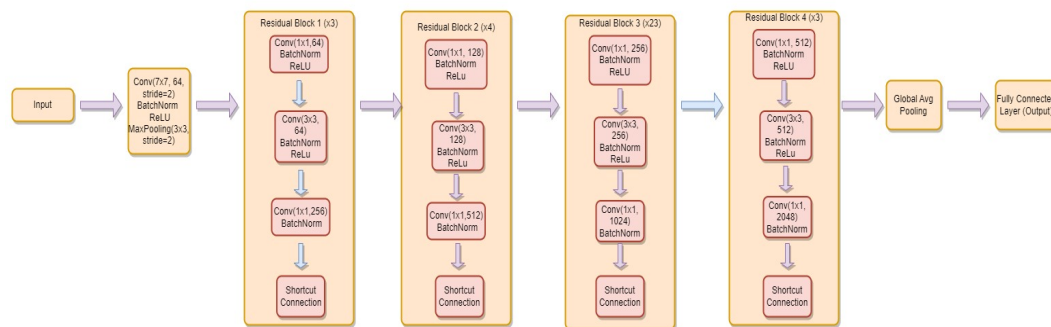 Input
Conv(7x7, 64,
stride=2)
BatchNorm
ReLU
MaxPooling(3x3,
stride=2)
Residual Block 1 (x3)
Conv(1x1,64)
BatchNorm
ReLU
Conv(3x3,
64)
BatchNorm
ReLU
Conv(1x1,256)
BatchNorm
Shortcut
Connection
Residual Block 2 (x4)
Conv(1x1, 128)
BatchNorm
ReLu
Conv(3x3,
128)
BatchNorm
ReLu
Conv(1x1,512)
BatchNorm
Shortcut
Connection
Residual Block 3 (x23)
Conv(1x1, 256)
BatchNorm
ReLU
Conv(3x3,
256)
BatchNorm
ReLu
Conv(1x1,
1024)
BatchNorm
Shortcut
Connection
Residual Block 4 (x3)
Conv(1x1, 512)
BatchNorm
ReLU
Conv(3x3,
512)
BatchNorm
ReLu
Conv(1x1,
2048)
BatchNorm
Shortcut
Connection
Global Avg
Pooling
Fully Connecte
Layer (Output)